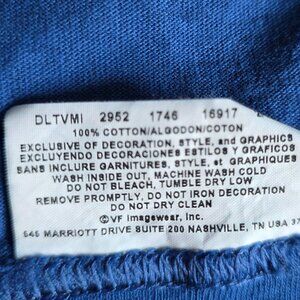 DLTVMI 2952 1746 16917
100% COTTON/ALGODON/COTON
EXCLUSIVE OF DECORATION, STYLE, and GRAPHICS
EXCLUYENDO DECORACIONES ESTILOS Y GRAFICOS
SANS INCLURE GARNITURES, STYLE, et GRAPHIQUES
WASH INSIDE OUT, MACHINE WASH COLD
DO NOT BLEACH, TUMBLE DRY LOW
REMOVE PROMPTLY, DO NOT IRON DECORATION
DO NOT DRY CLEAN
©VF Imagewear, Inc.
545 MARRIOTT DRIVE SUITE 200 NASHVILLE, TN USA 37